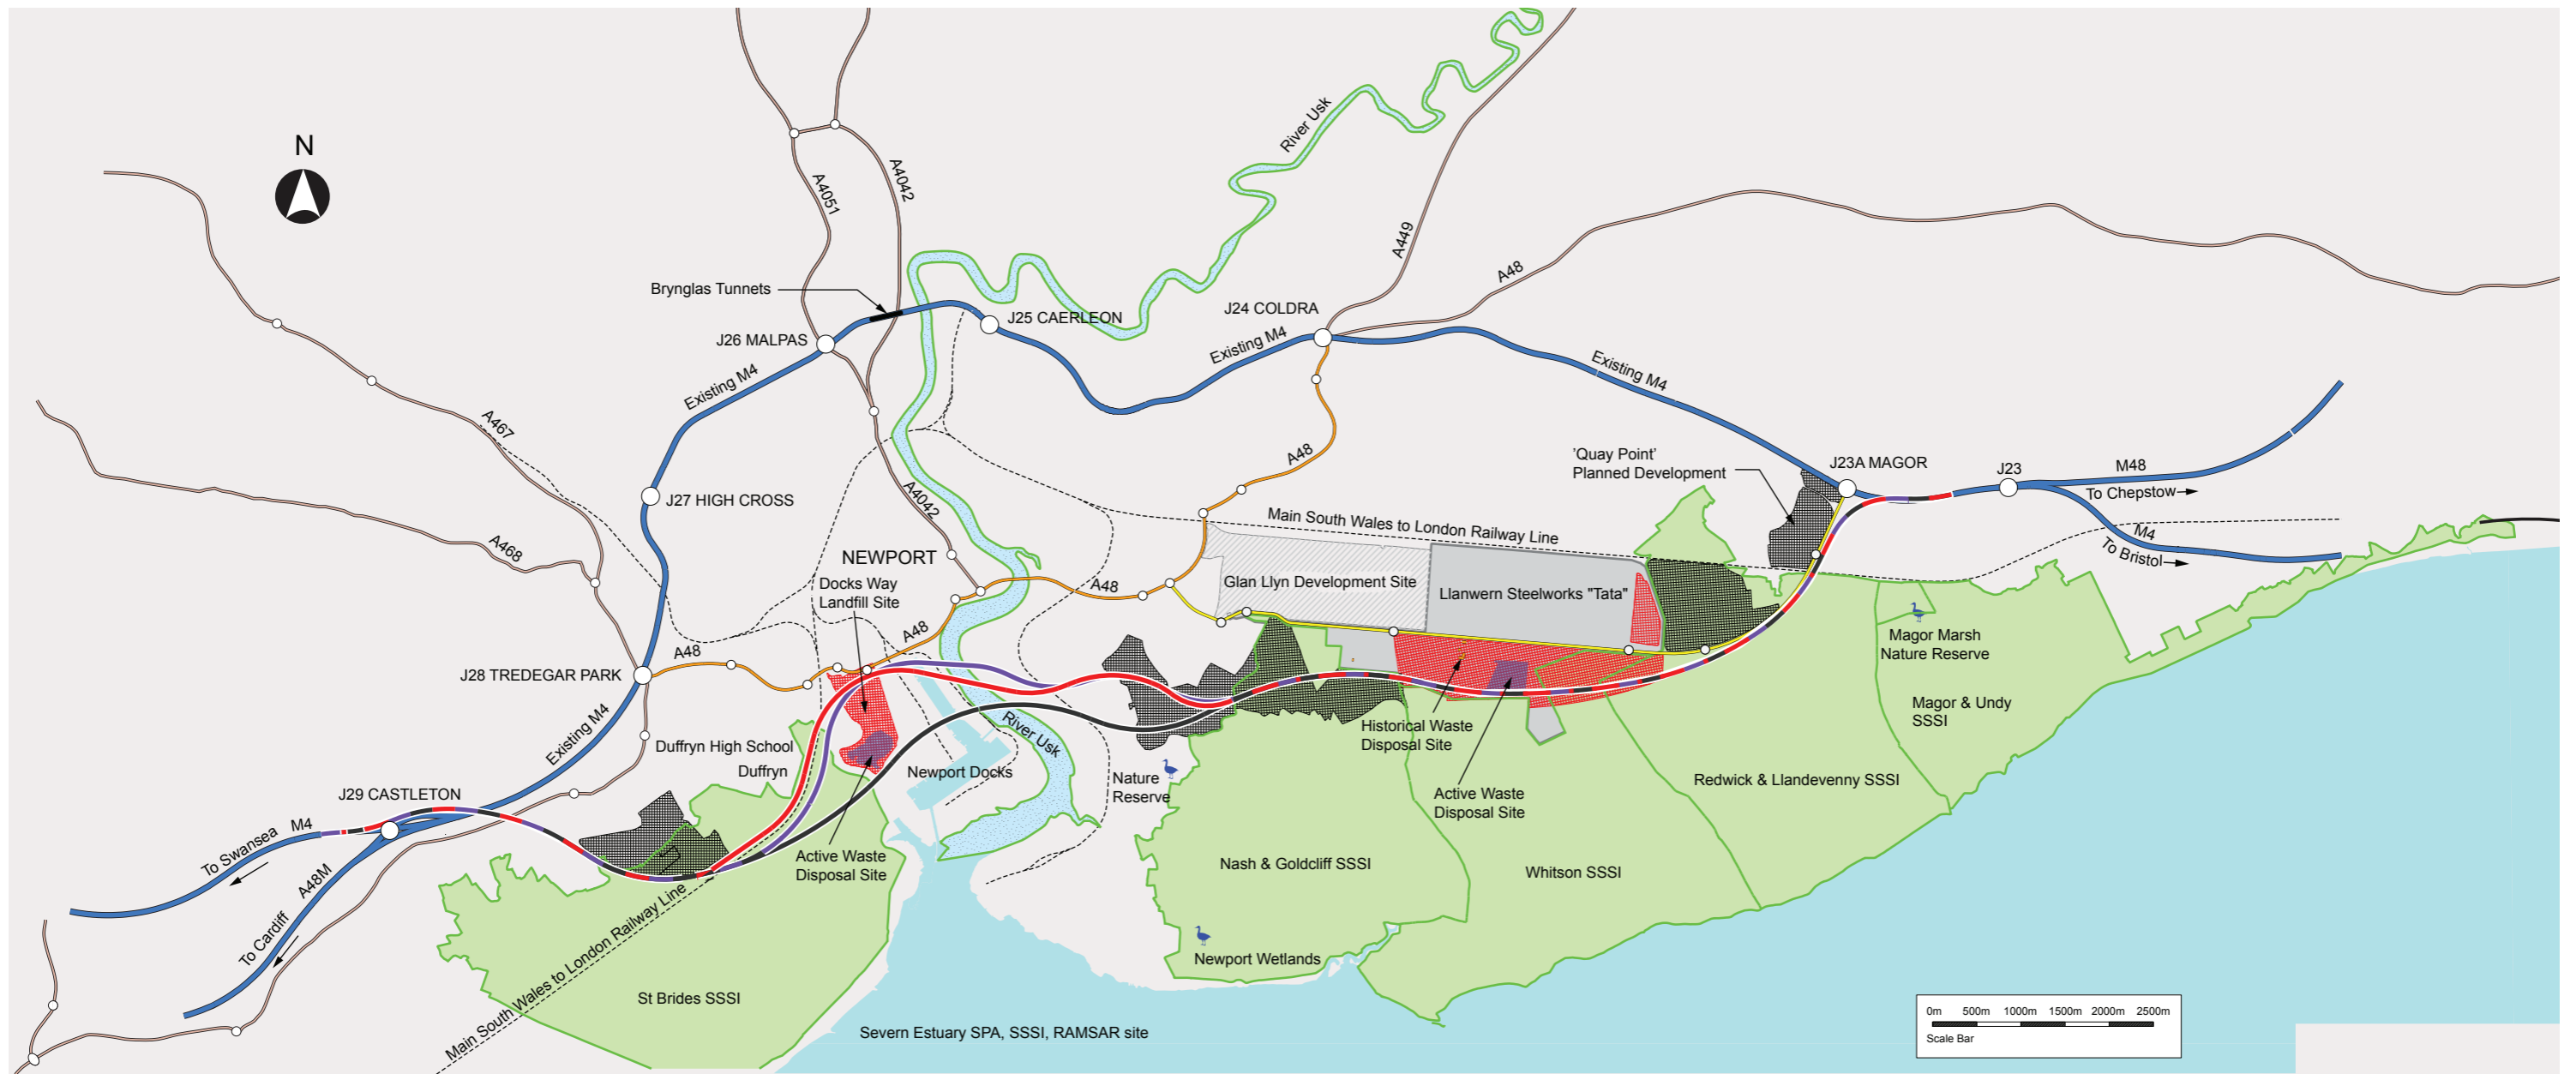 N
River Usk
A4051
A4042
A449
A48
Brynglas Tunnets
J25 CAERLEON
J24 COLDRA
J26 MALPAS
Existing M4
Existing M4
Existing M4
A467
A48
'Quay Point'
Planned Development
J23A MAGOR
J23
M48
To Chepstow
J27 HIGH CROSS
A4042
Main South Wales to London Railway Line
M4
To Bristol
A468
NEWPORT
Docks Way
Landfill Site
A48
Glan Llyn Development Site
Llanwern Steelworks "Tata"
A48
A48
Magor Marsh
Nature Reserve
J28 TREDEGAR PARK
Existing M4
Duffryn High School
Duffryn
River Usk
Historical Waste
Disposal Site
Magor & Undy
SSSI
Newport Docks
Nature
Reserve
Redwick & Llandevenny SSSI
J29 CASTLETON
Active Waste
Disposal Site
M4
To Swansea
A48M
To Cardiff
Active Waste
Disposal Site
Nash & Goldcliff SSSI
Whitson SSSI
Newport Wetlands
Main South Wales to London Railway Line
St Brides SSSI
Severn Estuary SPA, SSSI, RAMSAR site
0m 500m 1000m 1500m 2000m 2500m
Scale Bar